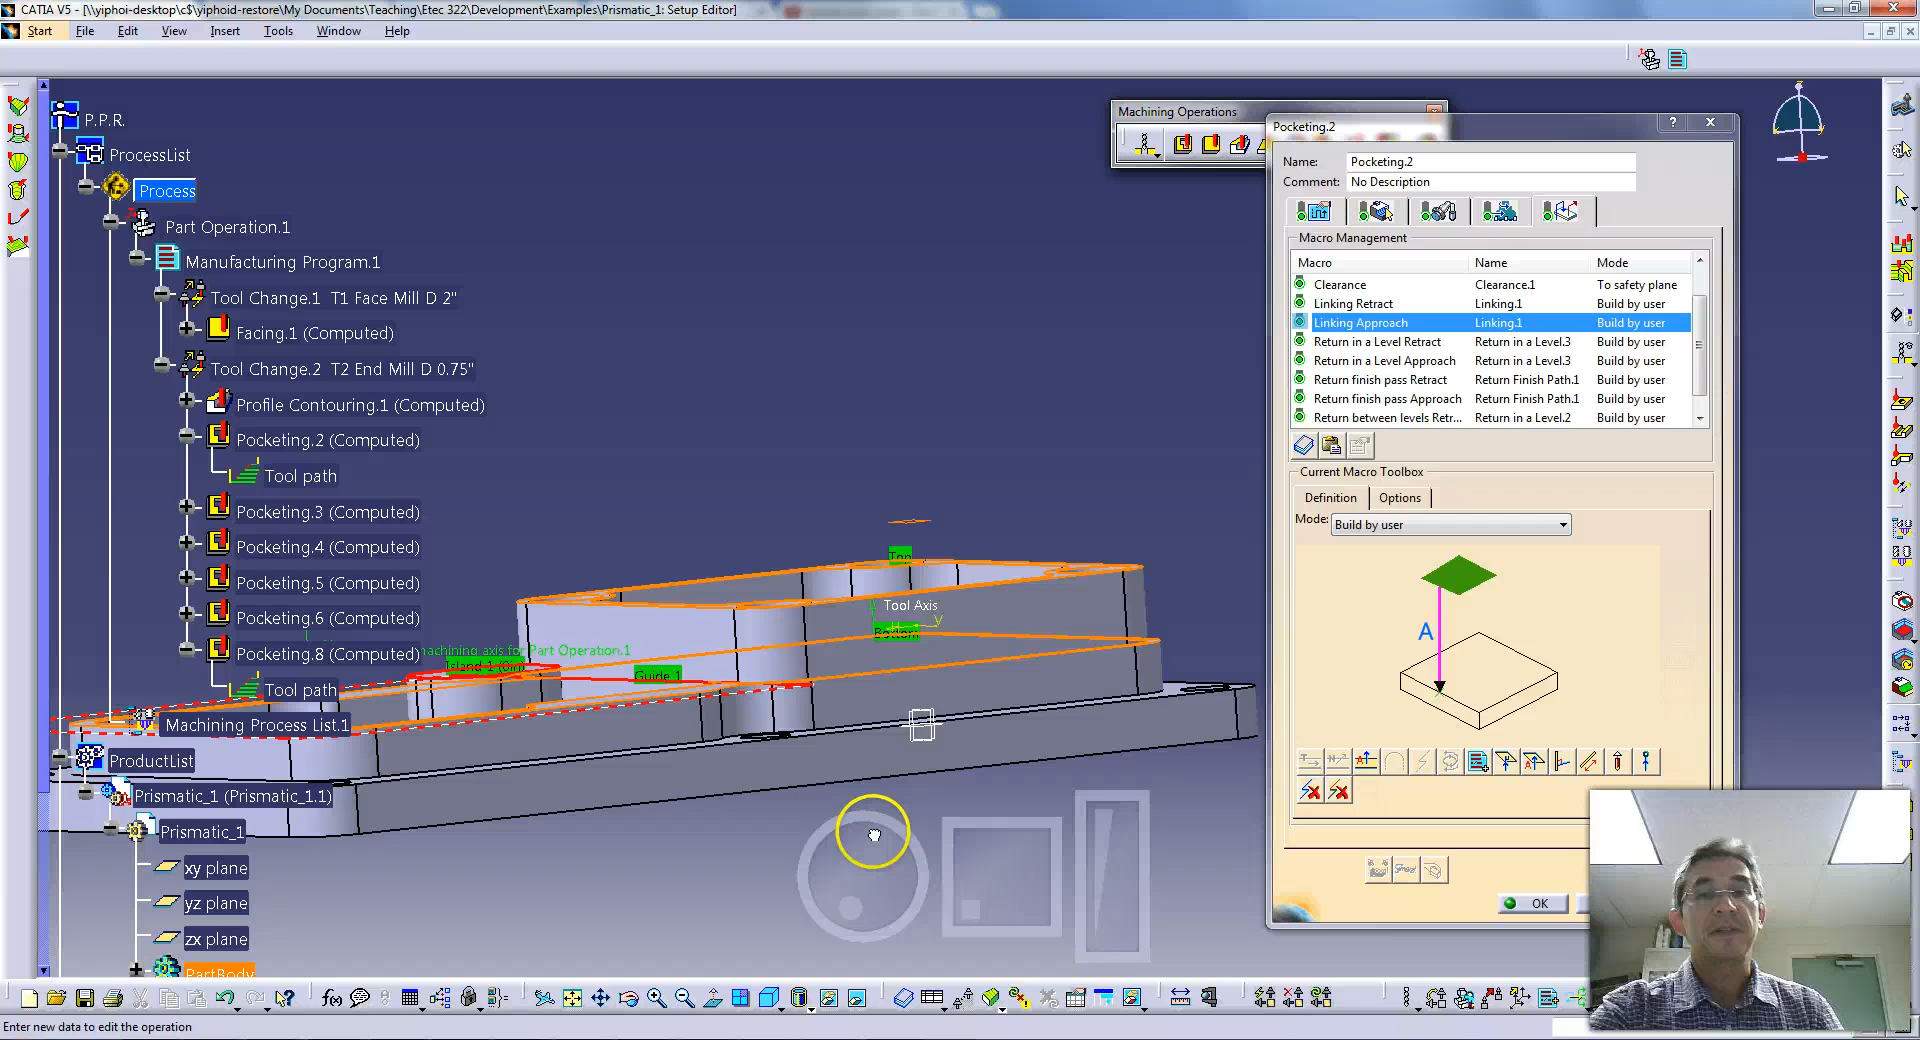 CATIA V5 - [\\yiphoi-desktop\c$\yiphoid-restore\My Documents\Teaching\Etec 322\Development\Examples\Prismatic_1: Setup Editor]
Start File Edit View Insert Tools Window Help
P.P.R.
ProcessList
Process
Part Operation.1
Manufacturing Program.1
Tool Change.1 T1 Face Mill D 2"
Facing.1 (Computed)
Tool Change.2 T2 End Mill D 0.75"
Profile Contouring.1 (Computed)
Pocketing.2 (Computed)
Tool path
Pocketing.3 (Computed)
Pocketing.4 (Computed)
Pocketing.5 (Computed)
Pocketing.6 (Computed)
Pocketing.8 (Computed)
Tool path
Machining Process List.1
ProductList
Prismatic_1 (Prismatic_1.1)
Prismatic_1
xy plane
yz plane
zx plane
PartBody
Top
Tool Axis
Bottom
machining axis for Part Operation.1
Guide 1
Machining Operations
Pocketing.2
Name: Pocketing.2
Comment: No Description
Macro Management
Macro Name Mode
Clearance Clearance.1 To safety plane
Linking Retract Linking.1 Build by user
Linking Approach Linking.1 Build by user
Return in a Level Retract Return in a Level.3 Build by user
Return in a Level Approach Return in a Level.3 Build by user
Return finish pass Retract Return Finish Path.1 Build by user
Return finish pass Approach Return Finish Path.1 Build by user
Return between levels Retr... Return in a Level.2 Build by user
Current Macro Toolbox
Definition Options
Mode: Build by user
A
OK
Enter new data to edit the operation